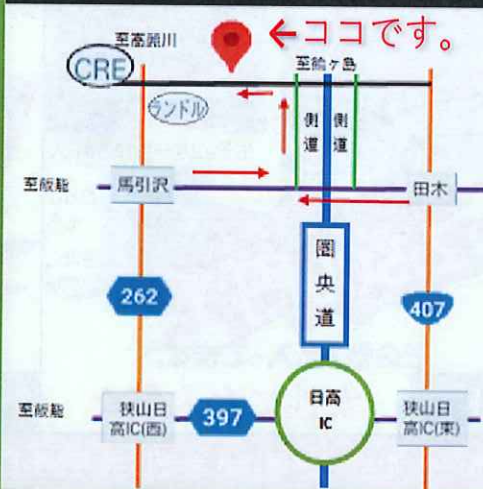 ←ココです。
至高麗川
至鶴ヶ島
CRE
ランドル
側道
側道
至飯能
馬引沢
田木
圏央道
262
407
至飯能
狭山日
高IC(西)
397
日高
IC
狭山日
高IC(東)